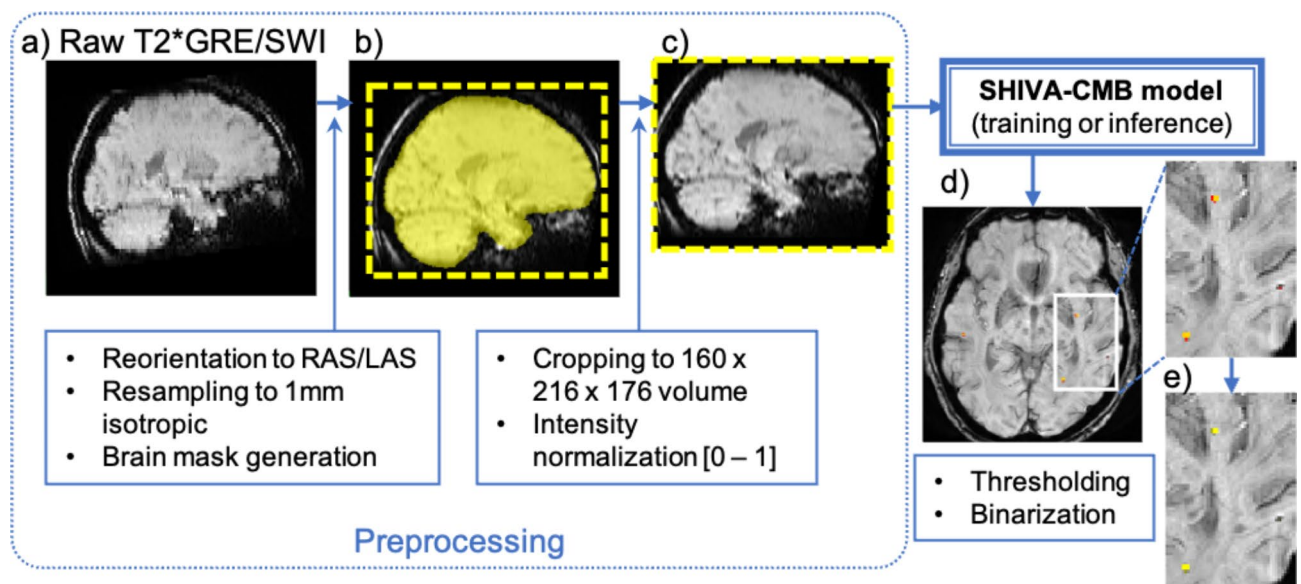 a) Raw T2*GRE/SWI
b)
c)
SHIVA-CMB model
(training or inference)
d)
• Reorientation to RAS/LAS
• Resampling to 1mm
isotropic
• Brain mask generation
• Cropping to 160 x
216 x 176 volume
• Intensity
normalization [0 – 1]
e)
• Thresholding
• Binarization
Preprocessing